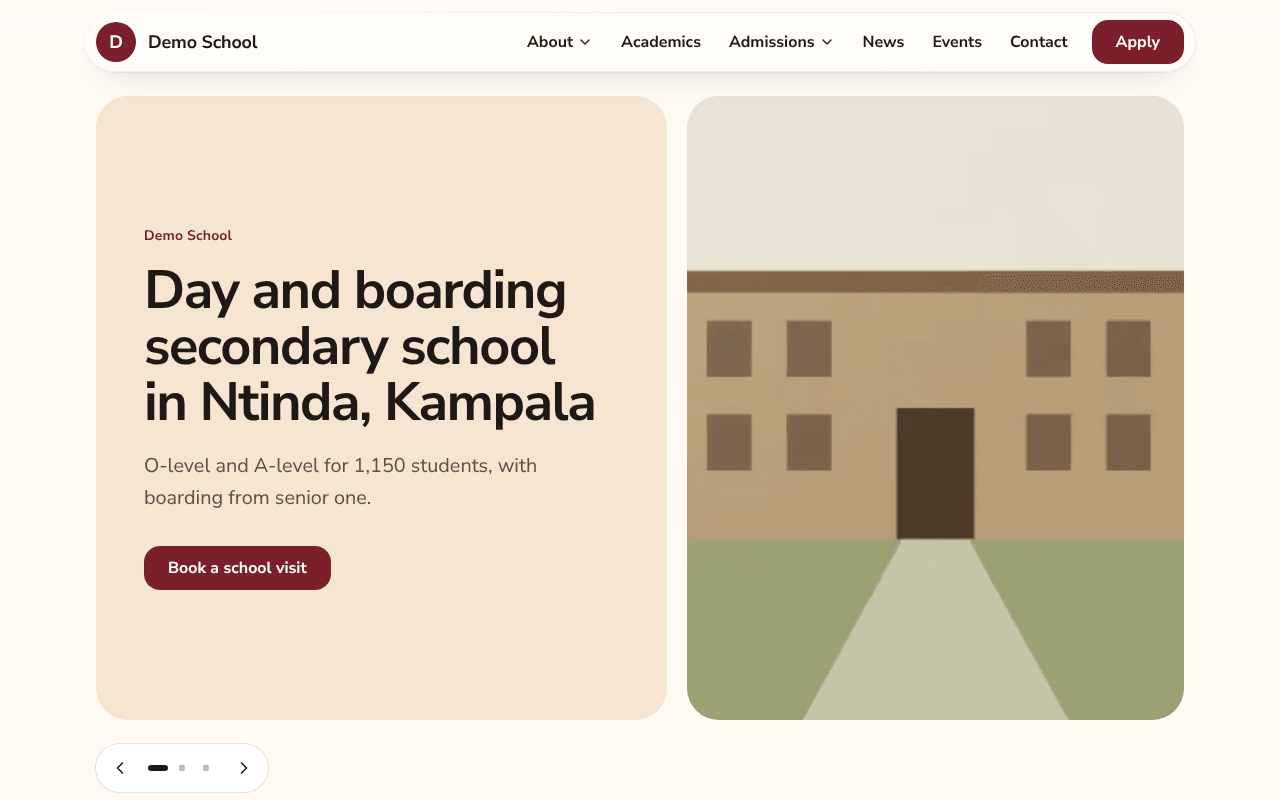 D
Demo School
About
Academics
Admissions
News
Events
Contact
Apply
Demo School
Day and boarding
secondary school
in Ntinda, Kampala
O-level and A-level for 1,150 students, with
boarding from senior one.
Book a school visit